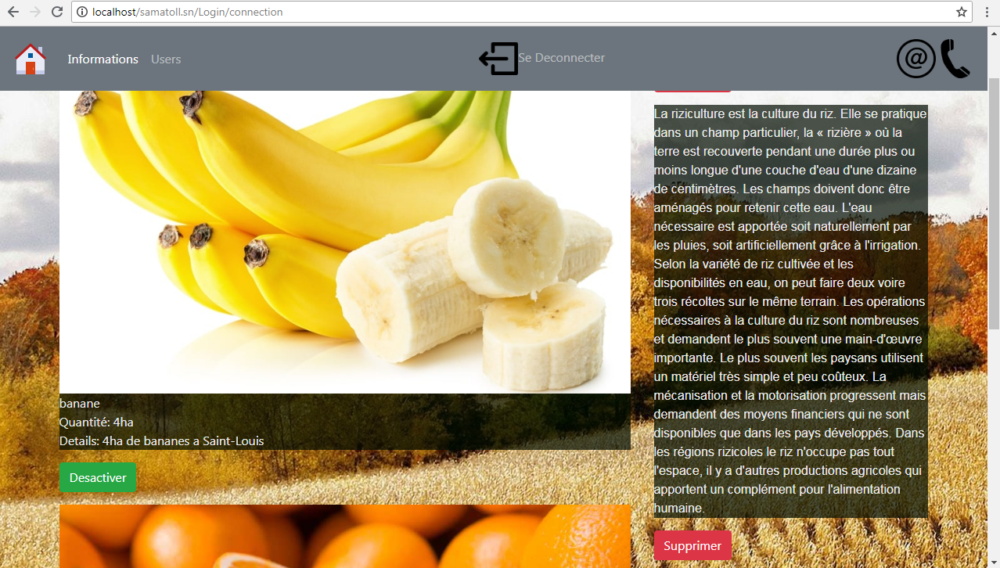 localhost/samatoll.sn/Login/connection
Informations
Users
Se Deconnecter
@
banane
Quantité: 4ha
Details: 4ha de bananes a Saint-Louis
Desactiver
La riziculture est la culture du riz. Elle se pratique
dans un champ particulier, la « rizière » où la
terre est recouverte pendant une durée plus ou
moins longue d'une couche d'eau d'une dizaine
de centimètres. Les champs doivent donc être
aménagés pour retenir cette eau. L'eau
nécessaire est apportée soit naturellement par
les pluies, soit artificiellement grâce à l'irrigation.
Selon la variété de riz cultivée et les
disponibilités en eau, on peut faire deux voire
trois récoltes sur le même terrain. Les opérations
nécessaires à la culture du riz sont nombreuses
et demandent le plus souvent une main-d'œuvre
importante. Le plus souvent les paysans utilisent
un matériel très simple et peu coûteux. La
mécanisation et la motorisation progressent mais
demandent des moyens financiers qui ne sont
disponibles que dans les pays développés. Dans
les régions rizicoles le riz n'occupe pas tout
l'espace, il y a d'autres productions agricoles qui
apportent un complément pour l'alimentation
humaine.
Supprimer